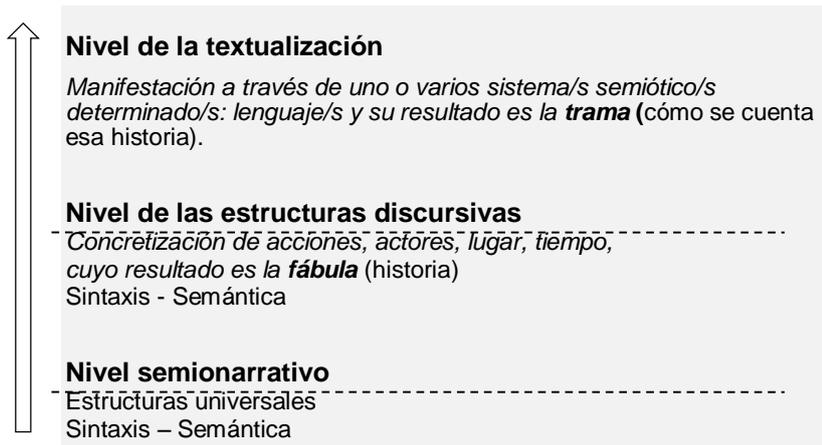 Nivel de la textualización
Manifestación a través de uno o varios sistema/s semiótico/s
determinado/s: lenguaje/s y su resultado es la trama (cómo se cuenta
esa historia).
Nivel de las estructuras discursivas
Concretización de acciones, actores, lugar, tiempo,
cuyo resultado es la fábula (historia)
Sintaxis - Semántica
Nivel semionarrativo
Estructuras universales
Sintaxis – Semántica